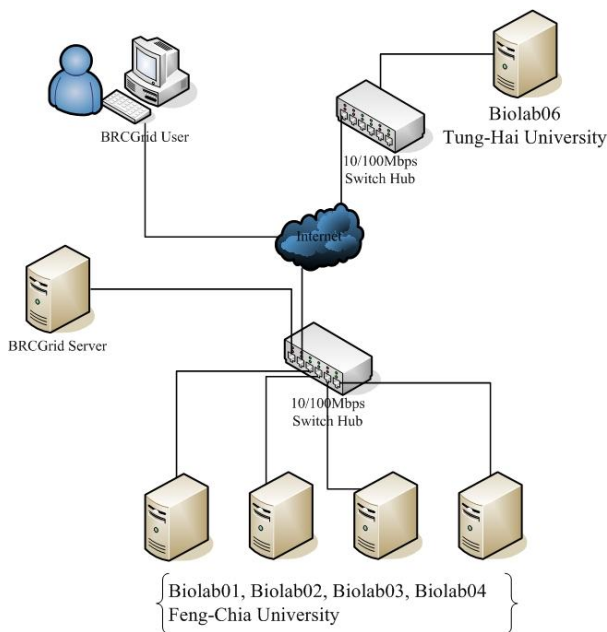 BRCGrid User
Biolab06
Tung-Hai University
10/100Mbps
Switch Hub
Internet
BRCGrid Server
10/100Mbps
Switch Hub
Biolab01, Biolab02, Biolab03, Biolab04
Feng-Chia University